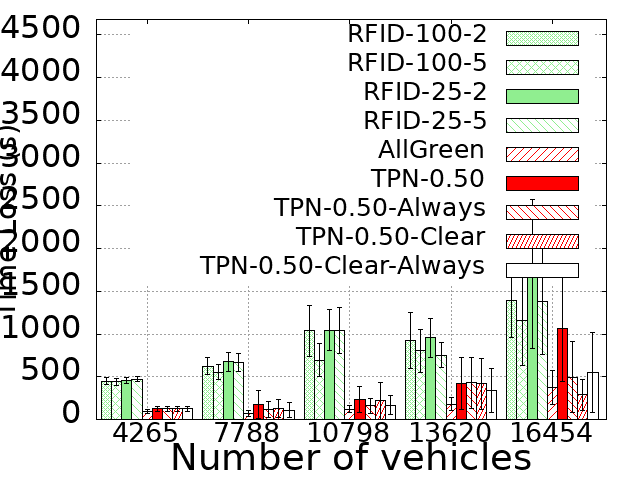 4500
4000
3500
3000
2500
2000
1500
1000
500
0
Time Loss (s)
RFID-100-2
RFID-100-5
RFID-25-2
RFID-25-5
AllGreen
TPN-0.50
TPN-0.50-Always
TPN-0.50-Clear
TPN-0.50-Clear-Always
4265 7788 10798 13620 16454
Number of vehicles